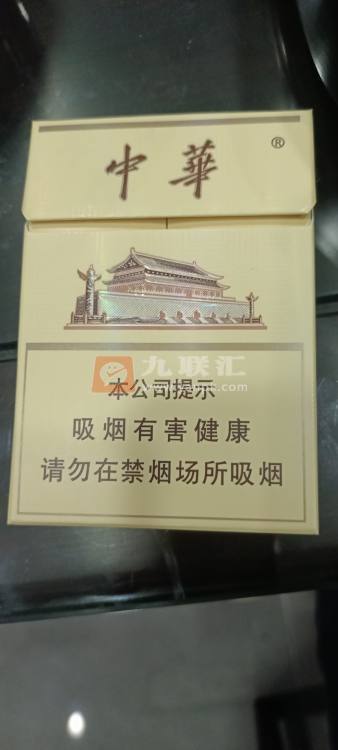 中華
®
九联汇
本公司提示
吸烟有害健康
请勿在禁烟场所吸烟